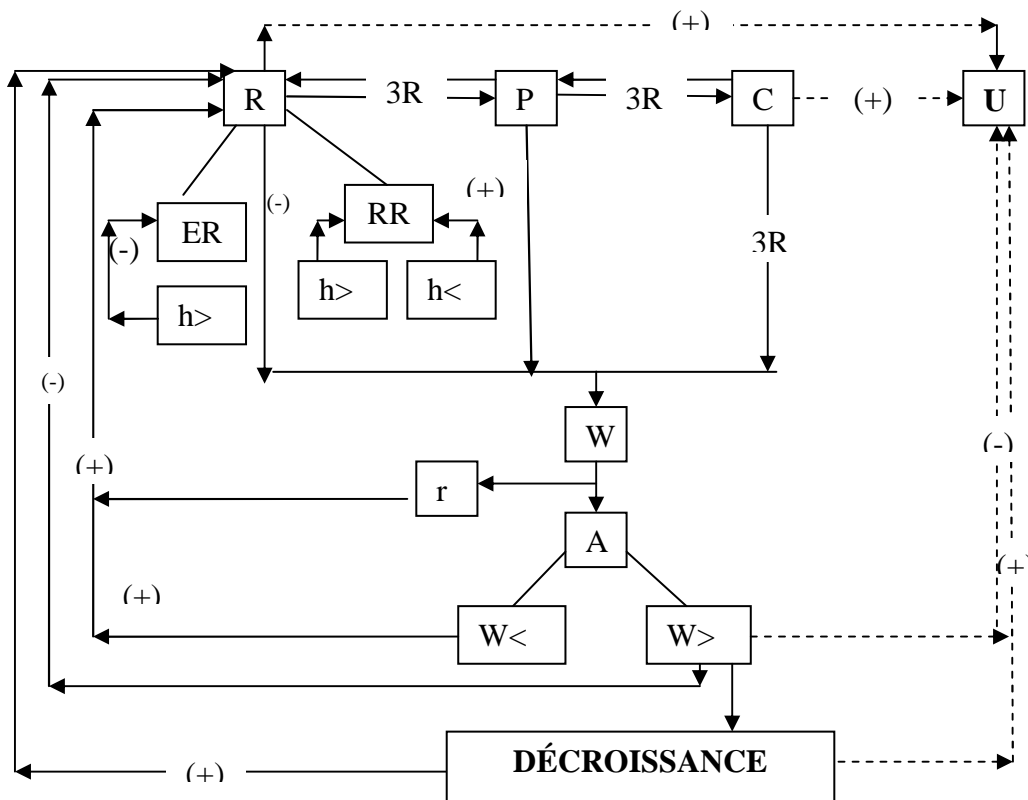 (+)
R 3R P 3R C (+) U
ER (-) RR (+)
(-)
3R
h> h> h<
(-)
W
(+) r
(-)
A
(+)
(+)
W< W>
DÉCROISSANCE
(+)